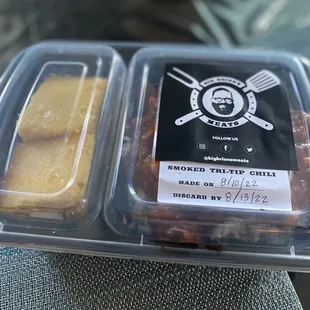 BIG BRIAN'S
MEATS
FOLLOW US
@bigbriansmeats
SMOKED TRI-TIP CHILI
MADE ON 8/10/22
DISCARD BY 8/13/22